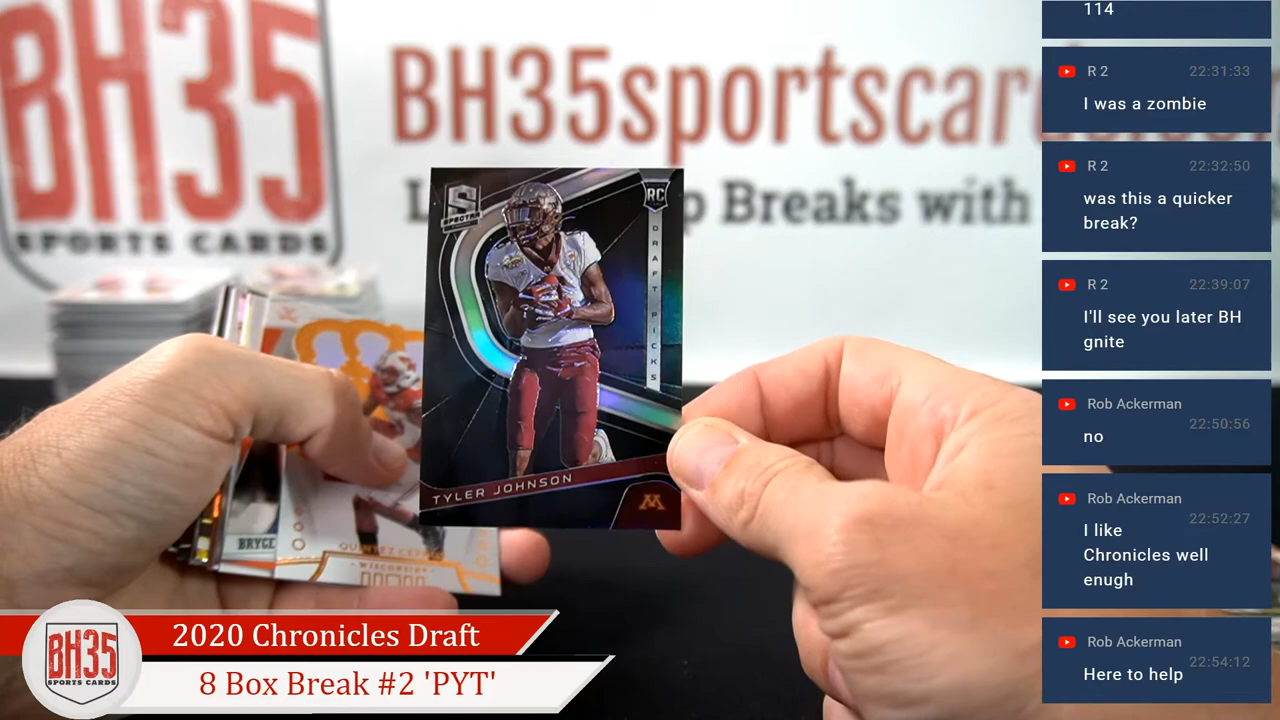 BH35
SPORTS CARDS
BH35sportscar
Breaks with
S
SPECTRA
RC
DRAFT PICKS
TYLER JOHNSON
M
BRYCE
QUINTEZ CEPHUS
WISCONSIN
2020 Chronicles Draft
8 Box Break #2 'PYT'
BH35
SPORTS CARDS
114
R 2 22:31:33
I was a zombie
R 2 22:32:50
was this a quicker
break?
R 2 22:39:07
I'll see you later BH
gnite
Rob Ackerman
22:50:56
no
Rob Ackerman
22:52:27
I like
Chronicles well
enugh
Rob Ackerman
22:54:12
Here to help